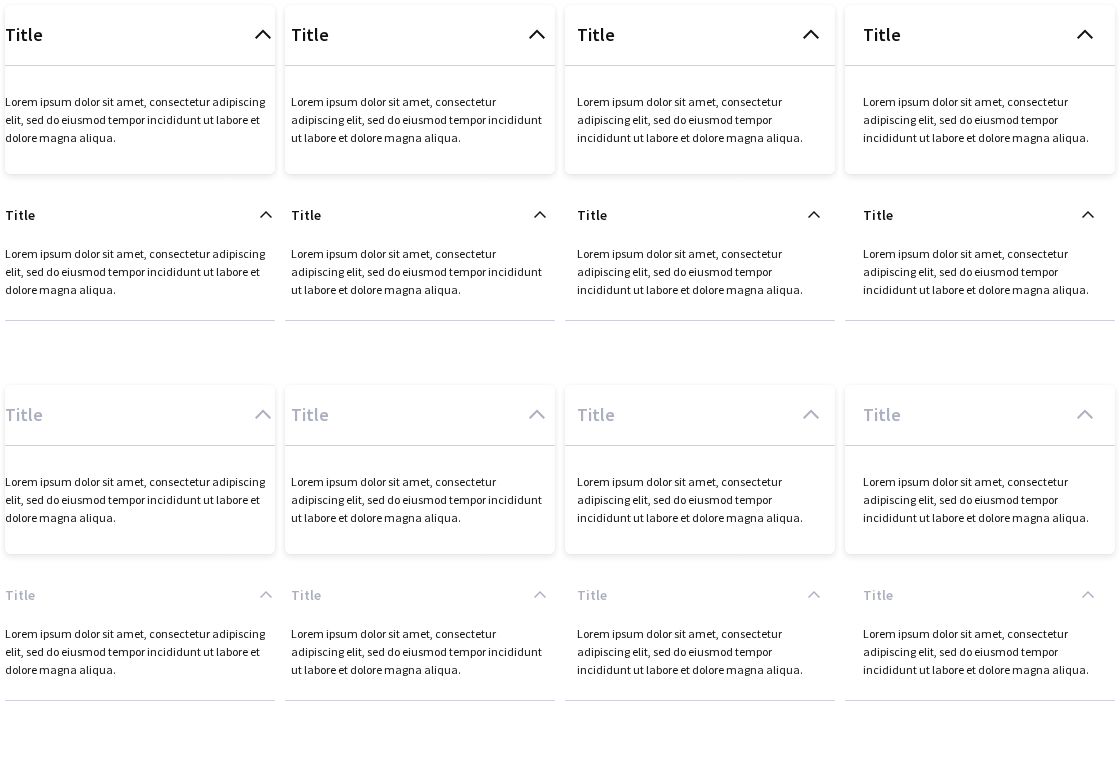 Title
Title
Title
Title
Lorem ipsum dolor sit amet, consectetur adipiscing
elit, sed do eiusmod tempor incididunt ut labore et
dolore magna aliqua.
Lorem ipsum dolor sit amet, consectetur
adipiscing elit, sed do eiusmod tempor incididunt
ut labore et dolore magna aliqua.
Lorem ipsum dolor sit amet, consectetur
adipiscing elit, sed do eiusmod tempor
incididunt ut labore et dolore magna aliqua.
Lorem ipsum dolor sit amet, consectetur
adipiscing elit, sed do eiusmod tempor
incididunt ut labore et dolore magna aliqua.
Title
Title
Title
Title
Lorem ipsum dolor sit amet, consectetur adipiscing
elit, sed do eiusmod tempor incididunt ut labore et
dolore magna aliqua.
Lorem ipsum dolor sit amet, consectetur
adipiscing elit, sed do eiusmod tempor incididunt
ut labore et dolore magna aliqua.
Lorem ipsum dolor sit amet, consectetur
adipiscing elit, sed do eiusmod tempor
incididunt ut labore et dolore magna aliqua.
Lorem ipsum dolor sit amet, consectetur
adipiscing elit, sed do eiusmod tempor
incididunt ut labore et dolore magna aliqua.
Title
Title
Title
Title
Lorem ipsum dolor sit amet, consectetur adipiscing
elit, sed do eiusmod tempor incididunt ut labore et
dolore magna aliqua.
Lorem ipsum dolor sit amet, consectetur
adipiscing elit, sed do eiusmod tempor incididunt
ut labore et dolore magna aliqua.
Lorem ipsum dolor sit amet, consectetur
adipiscing elit, sed do eiusmod tempor
incididunt ut labore et dolore magna aliqua.
Lorem ipsum dolor sit amet, consectetur
adipiscing elit, sed do eiusmod tempor
incididunt ut labore et dolore magna aliqua.
Title
Title
Title
Title
Lorem ipsum dolor sit amet, consectetur adipiscing
elit, sed do eiusmod tempor incididunt ut labore et
dolore magna aliqua.
Lorem ipsum dolor sit amet, consectetur
adipiscing elit, sed do eiusmod tempor incididunt
ut labore et dolore magna aliqua.
Lorem ipsum dolor sit amet, consectetur
adipiscing elit, sed do eiusmod tempor
incididunt ut labore et dolore magna aliqua.
Lorem ipsum dolor sit amet, consectetur
adipiscing elit, sed do eiusmod tempor
incididunt ut labore et dolore magna aliqua.